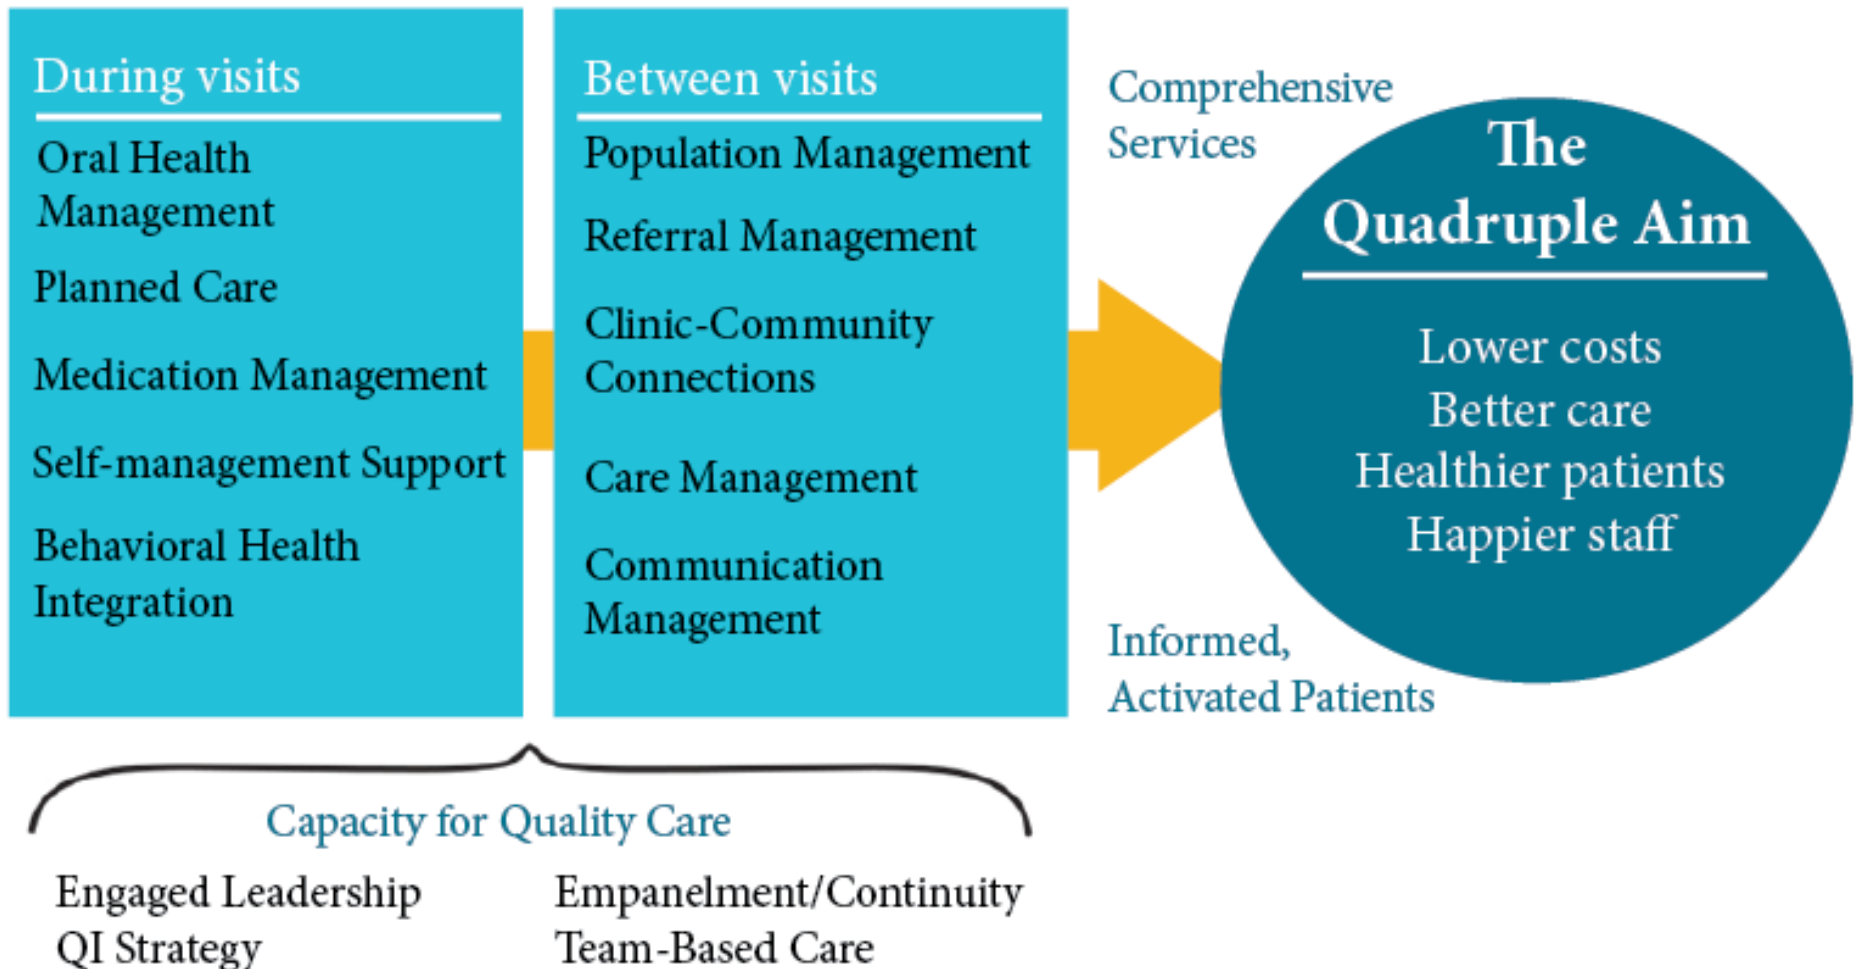 During visits
Oral Health
Management
Planned Care
Medication Management
Self-management Support
Behavioral Health
Integration
Between visits
Population Management
Referral Management
Clinic-Community
Connections
Care Management
Communication
Management
Comprehensive
Services
Informed,
Activated Patients
The
Quadruple Aim
Lower costs
Better care
Healthier patients
Happier staff
Capacity for Quality Care
Engaged Leadership
QI Strategy
Empanelment/Continuity
Team-Based Care